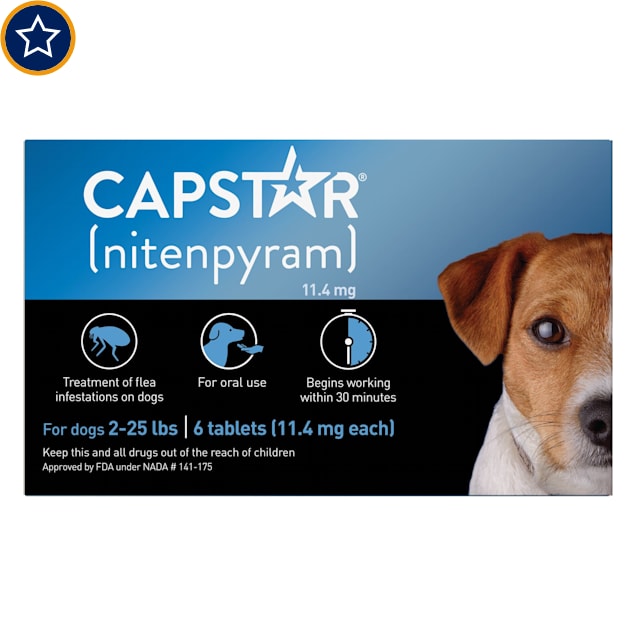 CAPSTAR®
(nitenpyram)
11.4 mg
Treatment of flea
infestations on dogs
For oral use
Begins working
within 30 minutes
For dogs 2-25 lbs | 6 tablets (11.4 mg each)
Keep this and all drugs out of the reach of children
Approved by FDA under NADA # 141-175